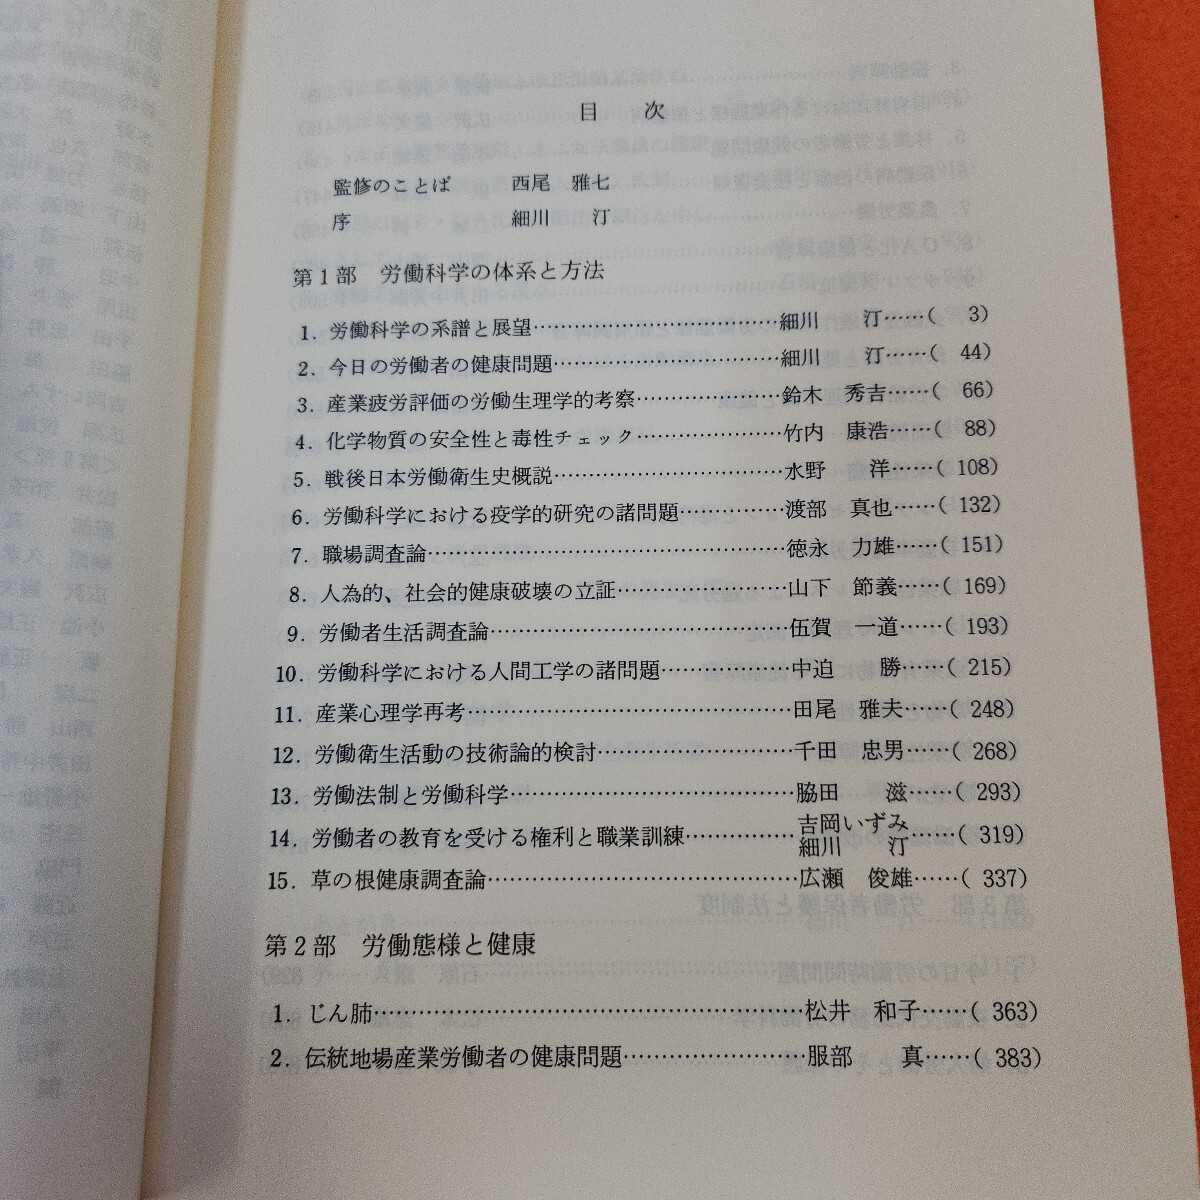 目　次
監修のことば　西尾　雅七
序　細川　汀
第1部　労働科学の体系と方法
1. 労働科学の系譜と展望……細川　汀……( 3)
2. 今日の労働者の健康問題……細川　汀……( 44)
3. 産業疲労評価の労働生理学的考察……鈴木　秀吉……( 66)
4. 化学物質の安全性と毒性チェック……竹内　康浩……( 88)
5. 戦後日本労働衛生史概説……水野　洋……( 108)
6. 労働科学における疫学的研究の諸問題……渡部　真也……( 132)
7. 職場調査論……徳永　力雄……( 151)
8. 人為的、社会的健康破壊の立証……山下　節義……( 169)
9. 労働者生活調査論……伍賀　一道……( 193)
10. 労働科学における人間工学の諸問題……中迫　勝……( 215)
11. 産業心理学再考……田尾　雅夫……( 248)
12. 労働衛生活動の技術論的検討……千田　忠男……( 268)
13. 労働法制と労働科学……脇田　滋……( 293)
14. 労働者の教育を受ける権利と職業訓練……吉岡いずみ　細川　汀……( 319)
15. 草の根健康調査論……広瀬　俊雄……( 337)
第2部　労働態様と健康
1. じん肺……松井　和子……( 363)
2. 伝統地場産業労働者の健康問題……服部　真……( 383)